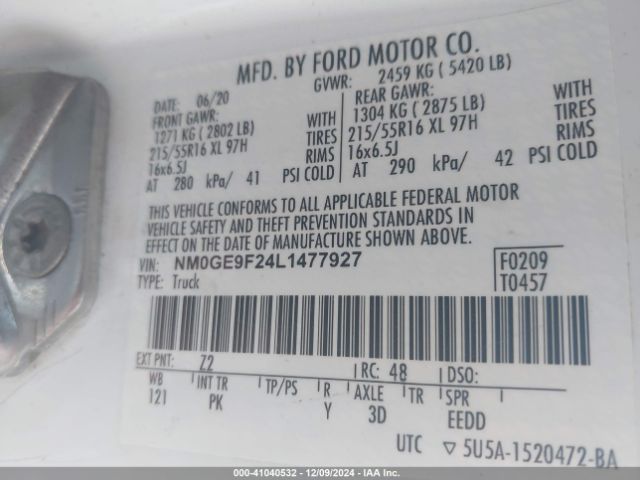 MFD. BY FORD MOTOR CO.
DATE: 06/20 GVWR: 2459 KG ( 5420 LB)
FRONT GAWR: REAR GAWR:
1271 KG ( 2802 LB) WITH 1304 KG ( 2875 LB) WITH
215/55R16 XL 97H TIRES 215/55R16 XL 97H TIRES
16x6.5J RIMS 16x6.5J RIMS
AT 280 kPa/ 41 PSI COLD AT 290 kPa/ 42 PSI COLD
THIS VEHICLE CONFORMS TO ALL APPLICABLE FEDERAL MOTOR
VEHICLE SAFETY AND THEFT PREVENTION STANDARDS IN
EFFECT ON THE DATE OF MANUFACTURE SHOWN ABOVE.
VIN: NM0GE9F24L1477927 F0209
TYPE: Truck T0457
EXT PNT: Z2 RC: 48 DSO:
WB INT TR TP/PS R AXLE TR SPR
121 PK Y 3D EEDD
UTC ▽ 5U5A-1520472-BA
000-41040532 - 12/09/2024 - IAA Inc.